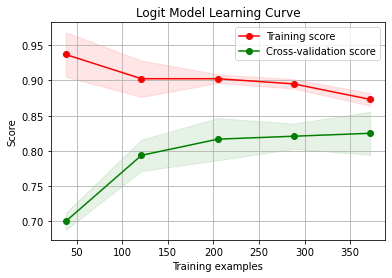 Logit Model Learning Curve
Training score
Cross-validation score
Score
0.95
0.90
0.85
0.80
0.75
0.70
50 100 150 200 250 300 350
Training examples